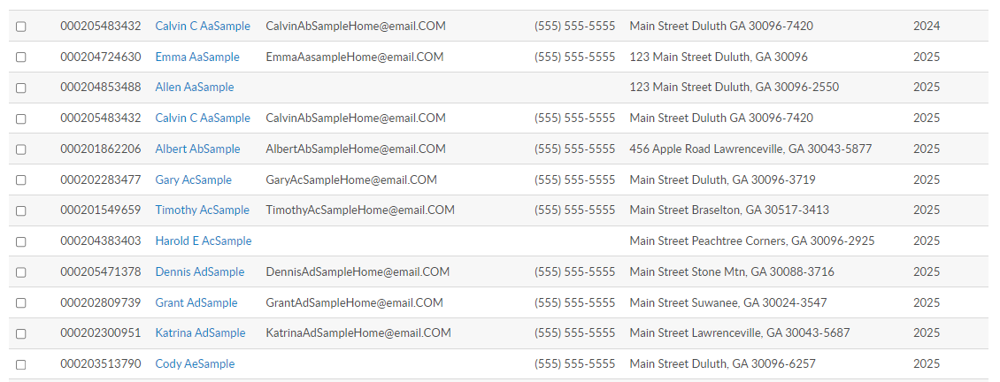 000205483432 Calvin C AaSample CalvinAbSampleHome@email.COM (555) 555-5555 Main Street Duluth GA 30096-7420 2024
000204724630 Emma AaSample EmmaAasampleHome@email.COM (555) 555-5555 123 Main Street Duluth, GA 30096 2025
000204853488 Allen AaSample 123 Main Street Duluth, GA 30096-2550 2025
000205483432 Calvin C AaSample CalvinAbSampleHome@email.COM (555) 555-5555 Main Street Duluth GA 30096-7420 2025
000201862206 Albert AbSample AlbertAbSampleHome@email.COM (555) 555-5555 456 Apple Road Lawrenceville, GA 30043-5877 2025
000202283477 Gary AcSample GaryAcSampleHome@email.COM (555) 555-5555 Main Street Duluth, GA 30096-3719 2025
000201549659 Timothy AcSample TimothyAcSampleHome@email.COM (555) 555-5555 Main Street Braselton, GA 30517-3413 2025
000204383403 Harold E AcSample Main Street Peachtree Corners, GA 30096-2925 2025
000205471378 Dennis AdSample DennisAdSampleHome@email.COM (555) 555-5555 Main Street Stone Mtn, GA 30088-3716 2025
000202809739 Grant AdSample GrantAdSampleHome@email.COM (555) 555-5555 Main Street Suwanee, GA 30024-3547 2025
000202300951 Katrina AdSample KatrinaAdSampleHome@email.COM (555) 555-5555 Main Street Lawrenceville, GA 30043-5687 2025
000203513790 Cody AeSample (555) 555-5555 Main Street Duluth, GA 30096-6257 2025